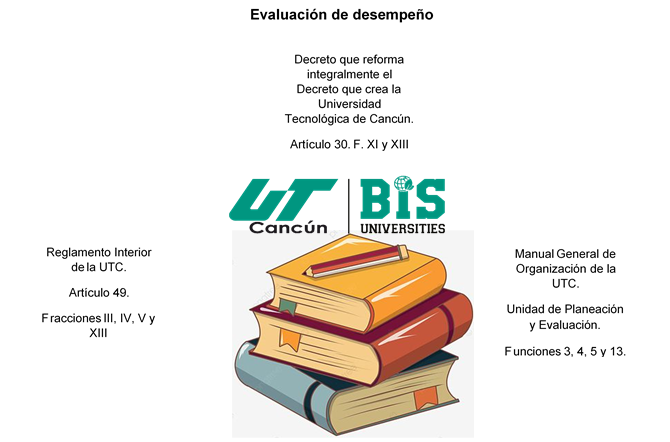 Evaluación de desempeño
Decreto que reforma
integralmente el
Decreto que crea la
Universidad
Tecnológica de Cancún.
Artículo 30. F. XI y XIII
UT
Cancún
BIS
UNIVERSITIES
Reglamento Interior
de la UTC.
Artículo 49.
Fracciones III, IV, V y
XIII
Manual General de
Organización de la
UTC.
Unidad de Planeación
y Evaluación.
Funciones 3, 4, 5 y 13.